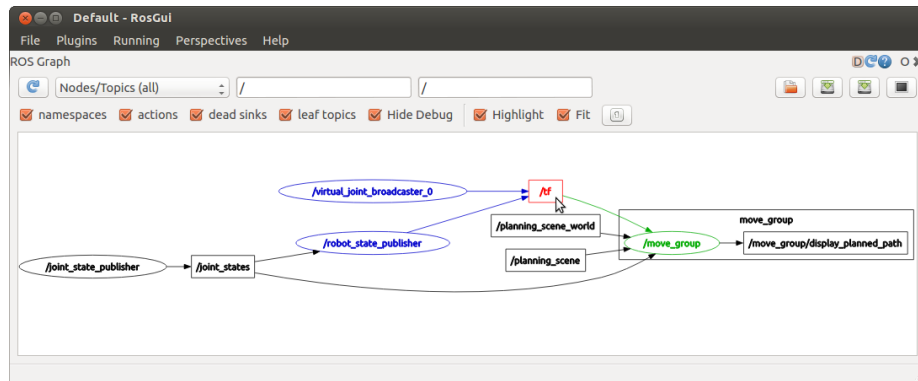 Default - RosGui
File Plugins Running Perspectives Help
ROS Graph D ? O
Nodes/Topics (all) / /
namespaces actions dead sinks leaf topics Hide Debug Highlight Fit
/virtual_joint_broadcaster_0 /tf
/planning_scene_world move_group
/robot_state_publisher /move_group /move_group/display_planned_path
/joint_state_publisher /joint_states /planning_scene